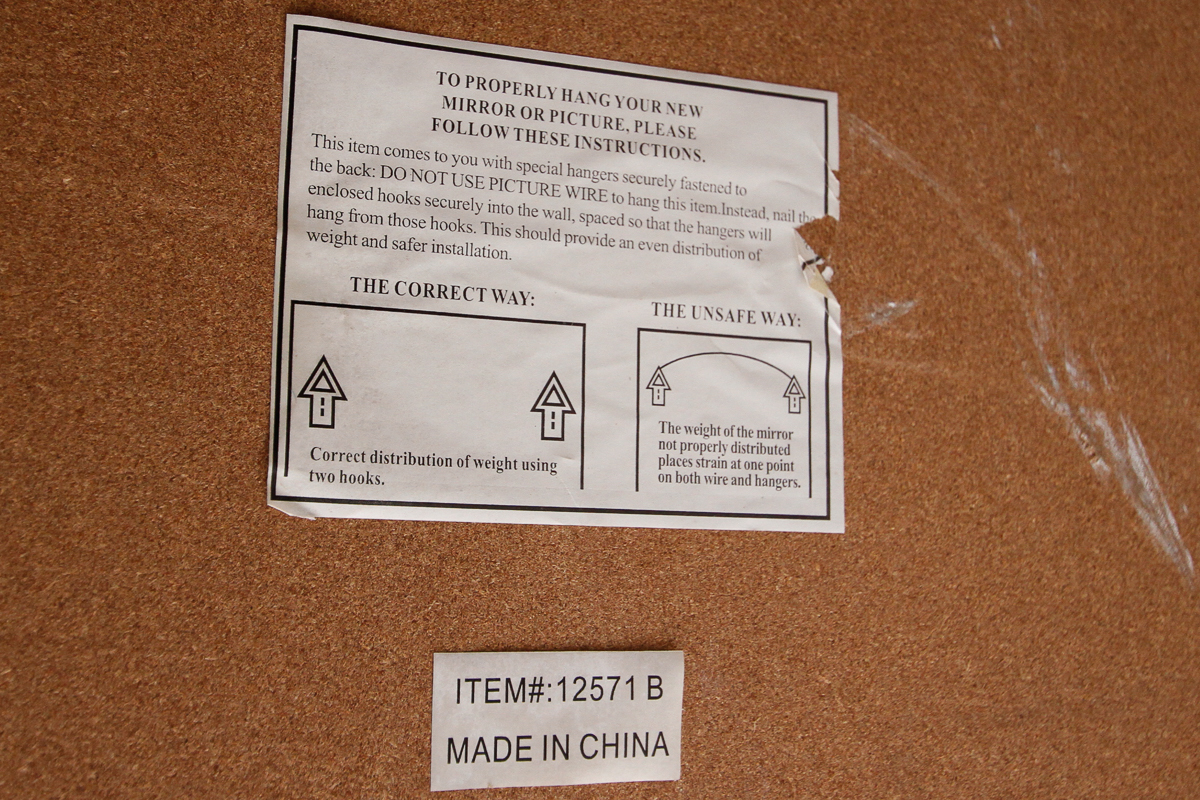 TO PROPERLY HANG YOUR NEW
MIRROR OR PICTURE, PLEASE
FOLLOW THESE INSTRUCTIONS.
This item comes to you with special hangers securely fastened to
the back: DO NOT USE PICTURE WIRE to hang this item.Instead, nail the
enclosed hooks securely into the wall, spaced so that the hangers will
hang from those hooks. This should provide an even distribution of
weight and safer installation.
THE CORRECT WAY:
Correct distribution of weight using
two hooks.
THE UNSAFE WAY:
The weight of the mirror
not properly distributed
places strain at one point
on both wire and hangers.
ITEM#:12571 B
MADE IN CHINA